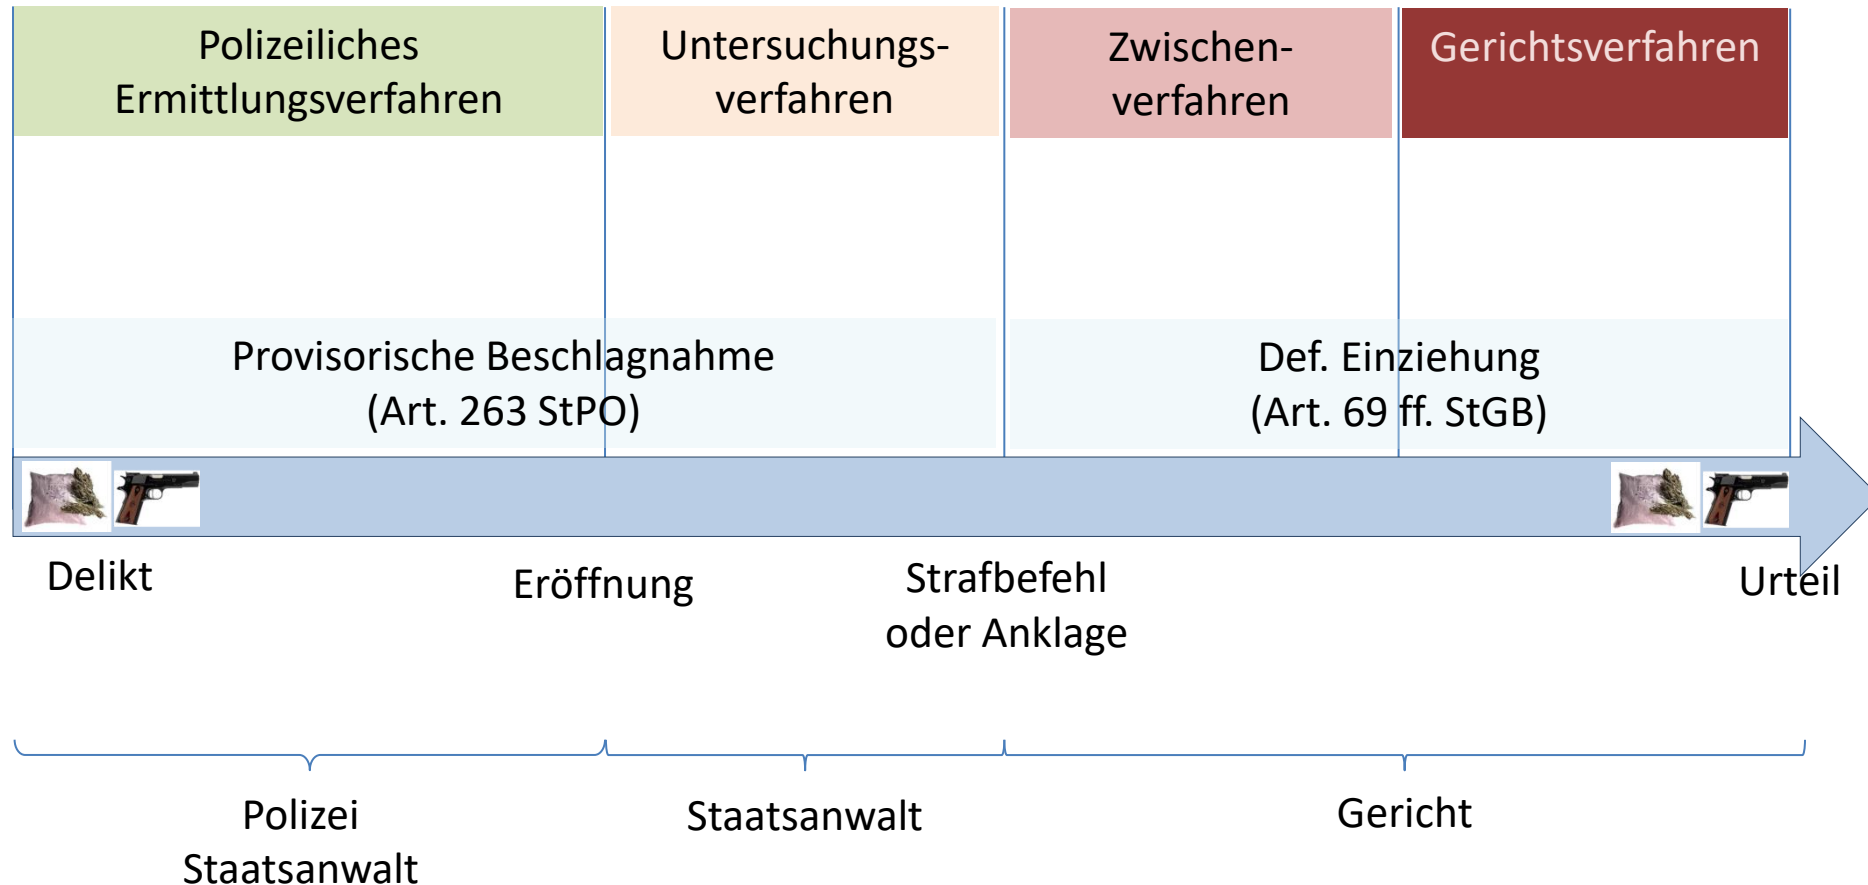 Polizeiliches
Ermittlungsverfahren
Untersuchungs-
verfahren
Zwischen-
verfahren
Gerichtsverfahren
Provisorische Beschlagnahme
(Art. 263 StPO)
Def. Einziehung
(Art. 69 ff. StGB)
Delikt
Eröffnung
Strafbefehl
oder Anklage
Urteil
Polizei
Staatsanwalt
Staatsanwalt
Gericht